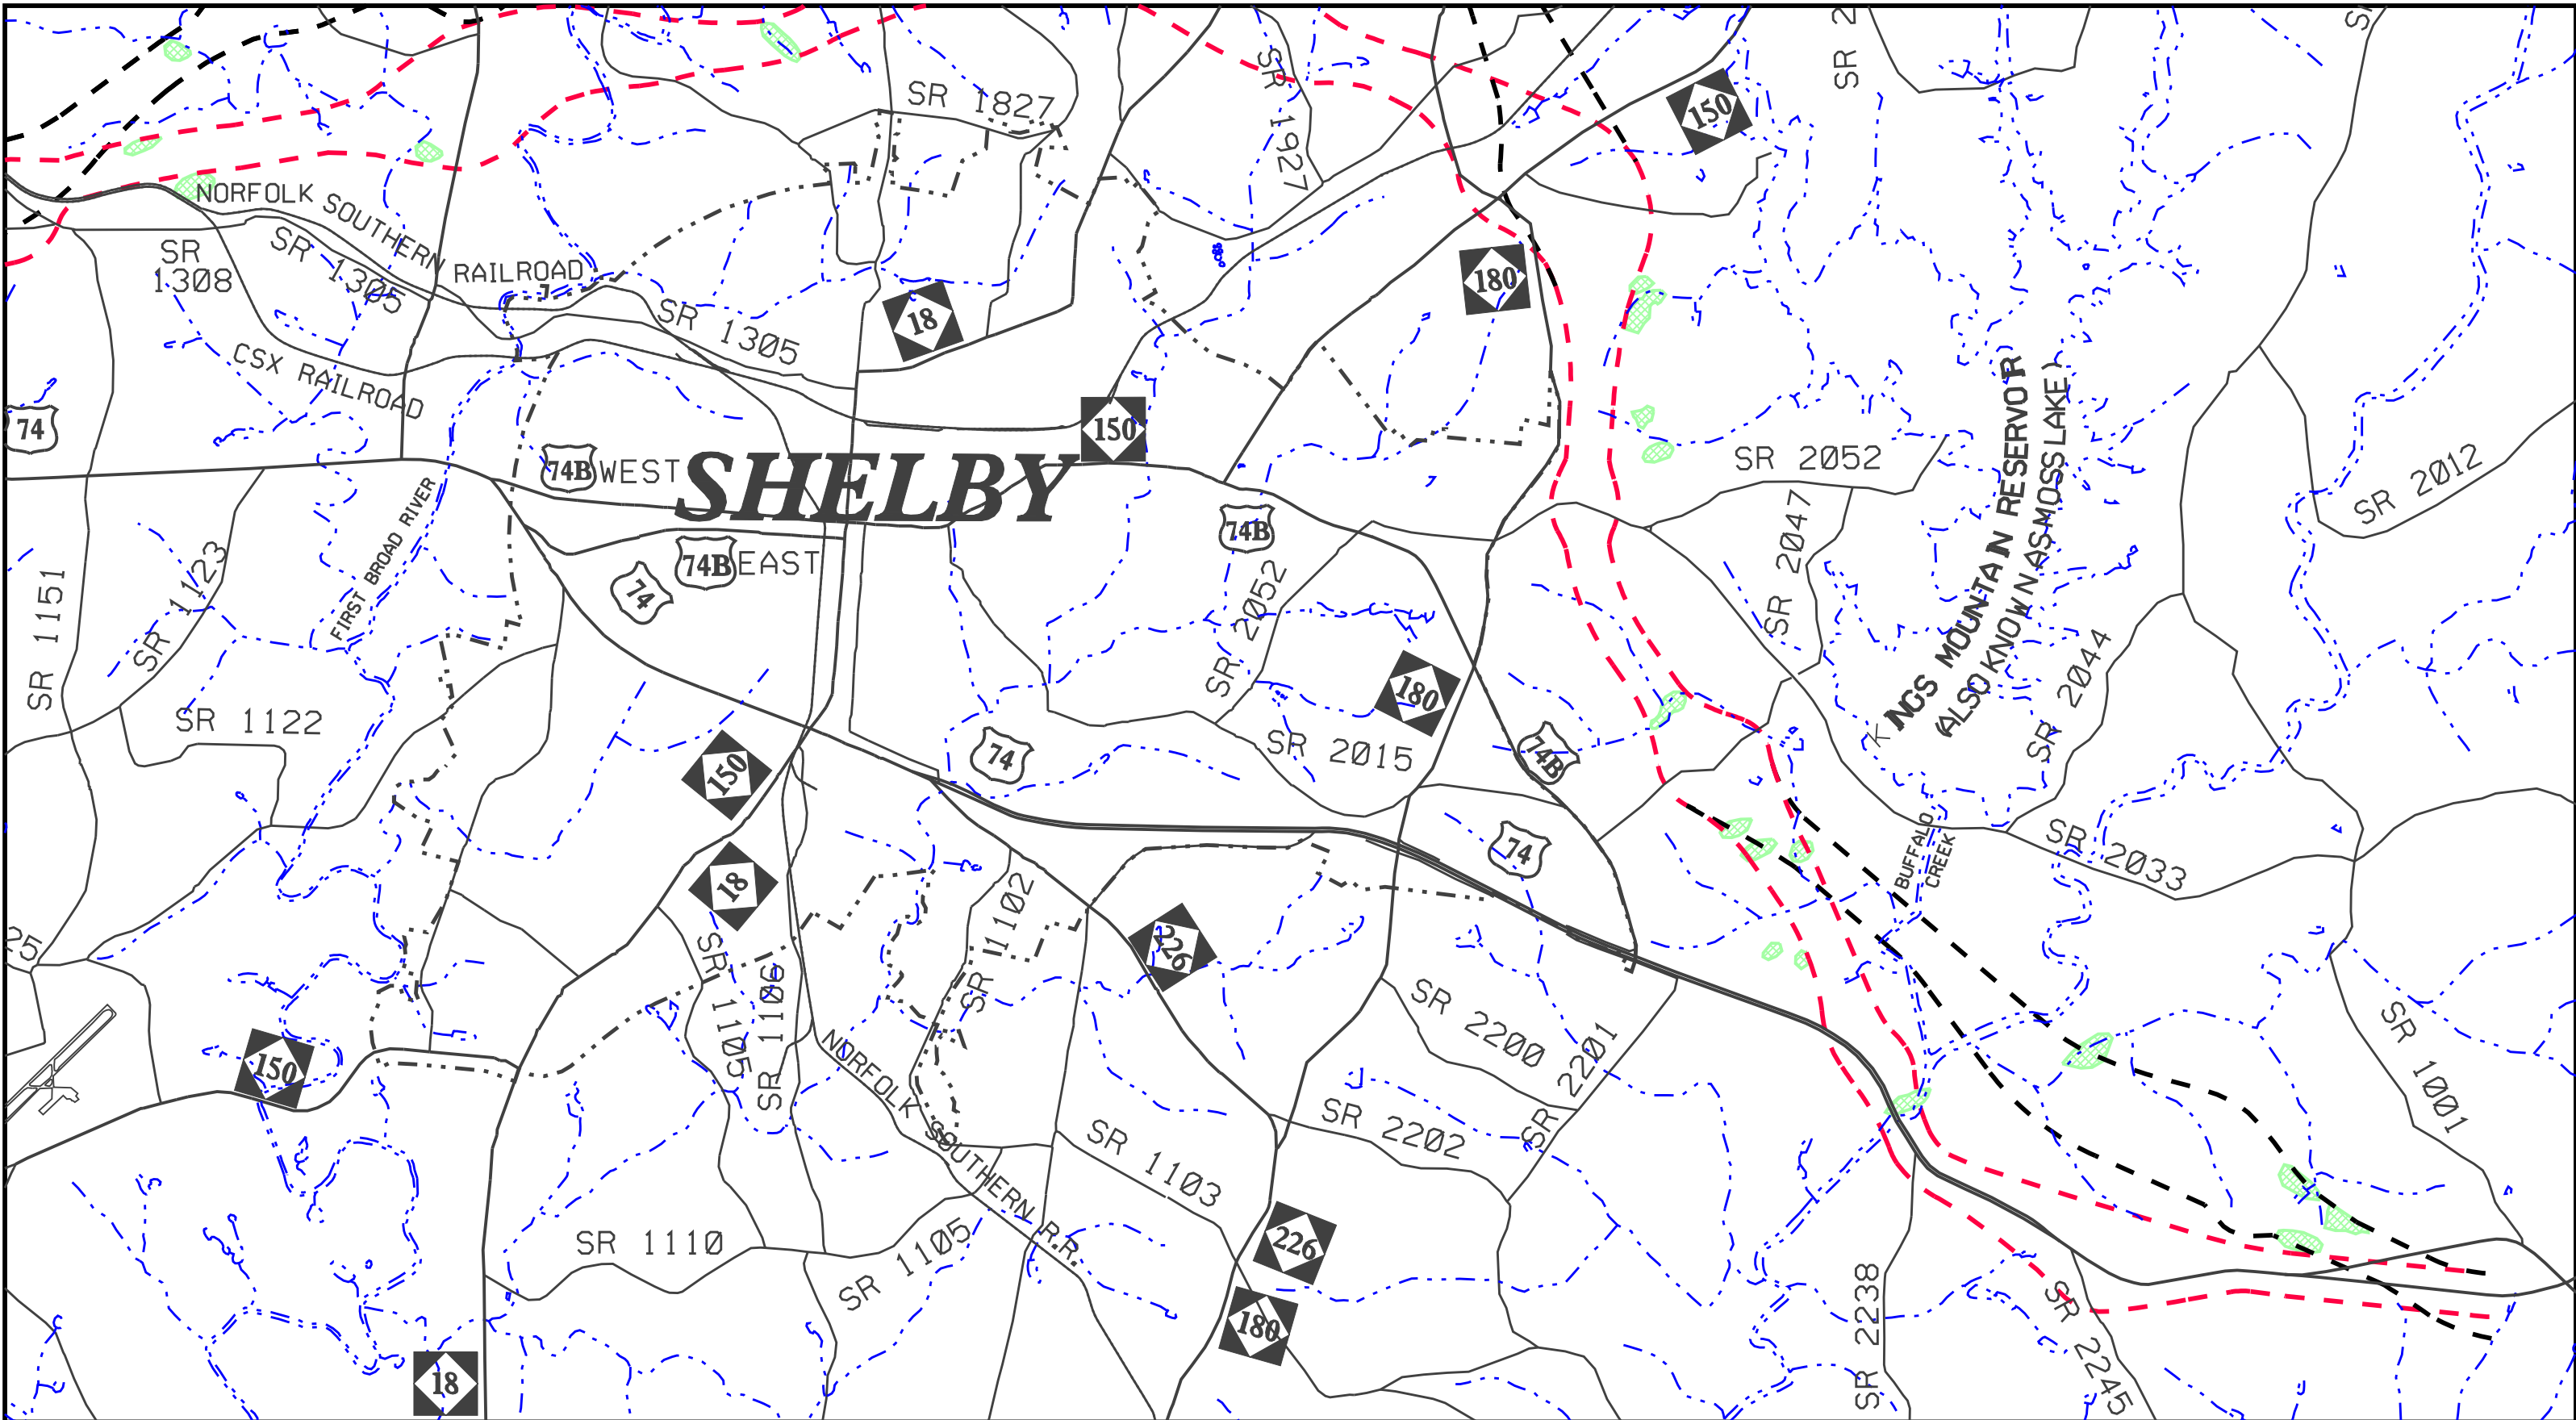 SR 2
SR 1827
SR 1927
150
NORFOLK SOUTHERN RAILROAD
SR
1308
SR 1305
180
18
SR 1305
CSX RAILROAD
74
150
74B WEST
SHELBY
SR 2052
SR 2012
74B
74B EAST
74
SR 1151
SR 1123
FIRST BROAD RIVER
SR 2052
SR 2047
KINGS MOUNTAIN RESERVOIR
(ALSO KNOWN AS MOSS LAKE)
SR 2044
180
SR 1122
SR 2015
74
74B
150
SR 2033
BUFFALO
CREEK
74
18
SR 1102
226
25
SR 1105
SR 1106
SR 2200
SR 2201
SR 1001
150
NORFOLK SOUTHERN R.R.
SR 2202
SR 1103
SR 1110
SR 1105
226
180
SR 2238
SR 2245
18